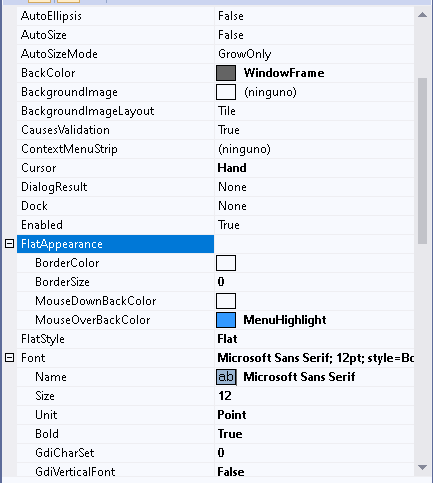 AutoEllipsis False
AutoSize False
AutoSizeMode GrowOnly
BackColor WindowFrame
BackgroundImage (ninguno)
BackgroundImageLayout Tile
CausesValidation True
ContextMenuStrip (ninguno)
Cursor Hand
DialogResult None
Dock None
Enabled True
FlatAppearance
BorderColor
BorderSize 0
MouseDownBackColor
MouseOverBackColor MenuHighlight
FlatStyle Flat
Font Microsoft Sans Serif; 12pt; style=Bo
Name ab Microsoft Sans Serif
Size 12
Unit Point
Bold True
GdiCharSet 0
GdiVerticalFont False